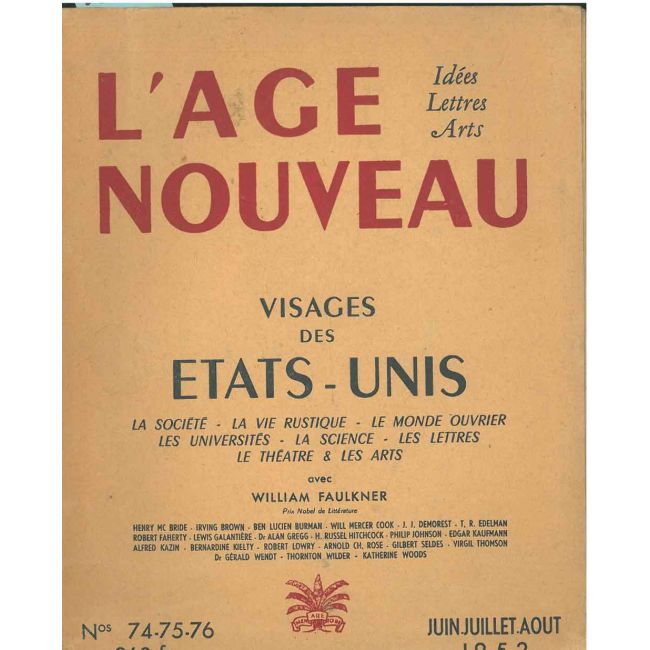 L'AGE
NOUVEAU
Idées
Lettres
Arts
VISAGES
DES
ETATS-UNIS
LA SOCIÉTÉ - LA VIE RUSTIQUE - LE MONDE OUVRIER
LES UNIVERSITÉS - LA SCIENCE - LES LETTRES
LE THÉATRE & LES ARTS
avec
WILLIAM FAULKNER
Prix Nobel de Littérature
HENRY MC BRIDE - IRVING BROWN - BEN LUCIEN BURMAN - WILL MERCER COOK - J. J. DEMOREST - T. R. EDELMAN
ROBERT FAHERTY - LEWIS GALANTIÈRE - Dr ALAN GREGG - H. RUSSEL HITCHCOCK - PHILIP JOHNSON - EDGAR KAUFMANN
ALFRED KAZIN - BERNARDINE KIELTY - ROBERT LOWRY - ARNOLD CH. ROSE - GILBERT SELDES - VIRGIL THOMSON
Dr GÉRALD WENDT - THORNTON WILDER - KATHERINE WOODS
Nos 74-75-76
JUIN.JUILLET.AOUT